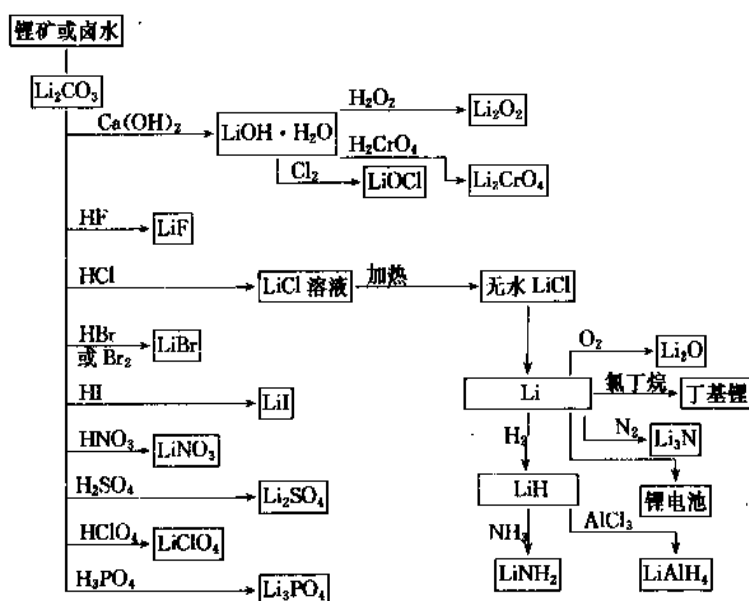 锂矿或卤水
Li₂CO₃
Ca(OH)₂
LiOH·H₂O
H₂O₂
Li₂O₂
H₂CrO₄
Li₂CrO₄
Cl₂
LiOCl
HF
LiF
HCl
LiCl 溶液
加热
无水 LiCl
HBr
或 Br₂
LiBr
O₂
Li₂O
HI
LiI
Li
氯丁烷
丁基锂
HNO₃
LiNO₃
H₂
N₂
Li₃N
H₂SO₄
Li₂SO₄
LiH
锂电池
HClO₄
LiClO₄
NH₃
AlCl₃
H₃PO₄
Li₃PO₄
LiNH₂
LiAlH₄